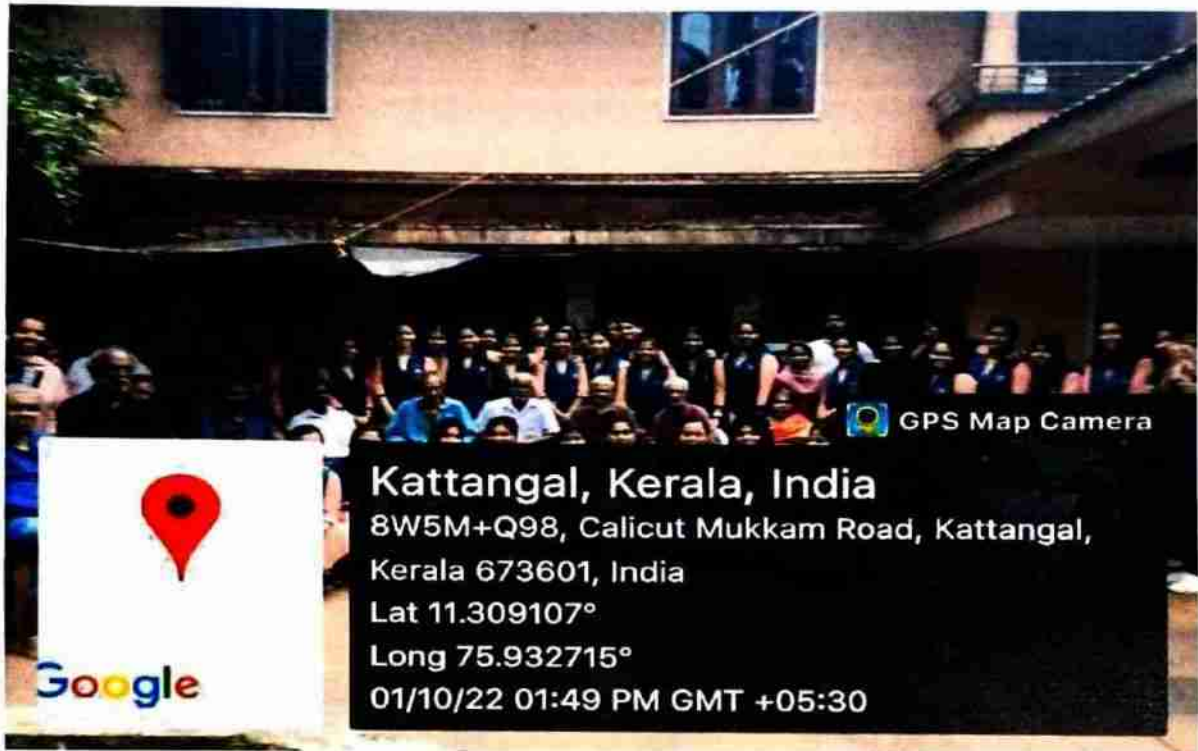 GPS Map Camera
Kattangal, Kerala, India
8W5M+Q98, Calicut Mukkam Road, Kattangal,
Kerala 673601, India
Lat 11.309107°
Long 75.932715°
01/10/22 01:49 PM GMT +05:30
Google